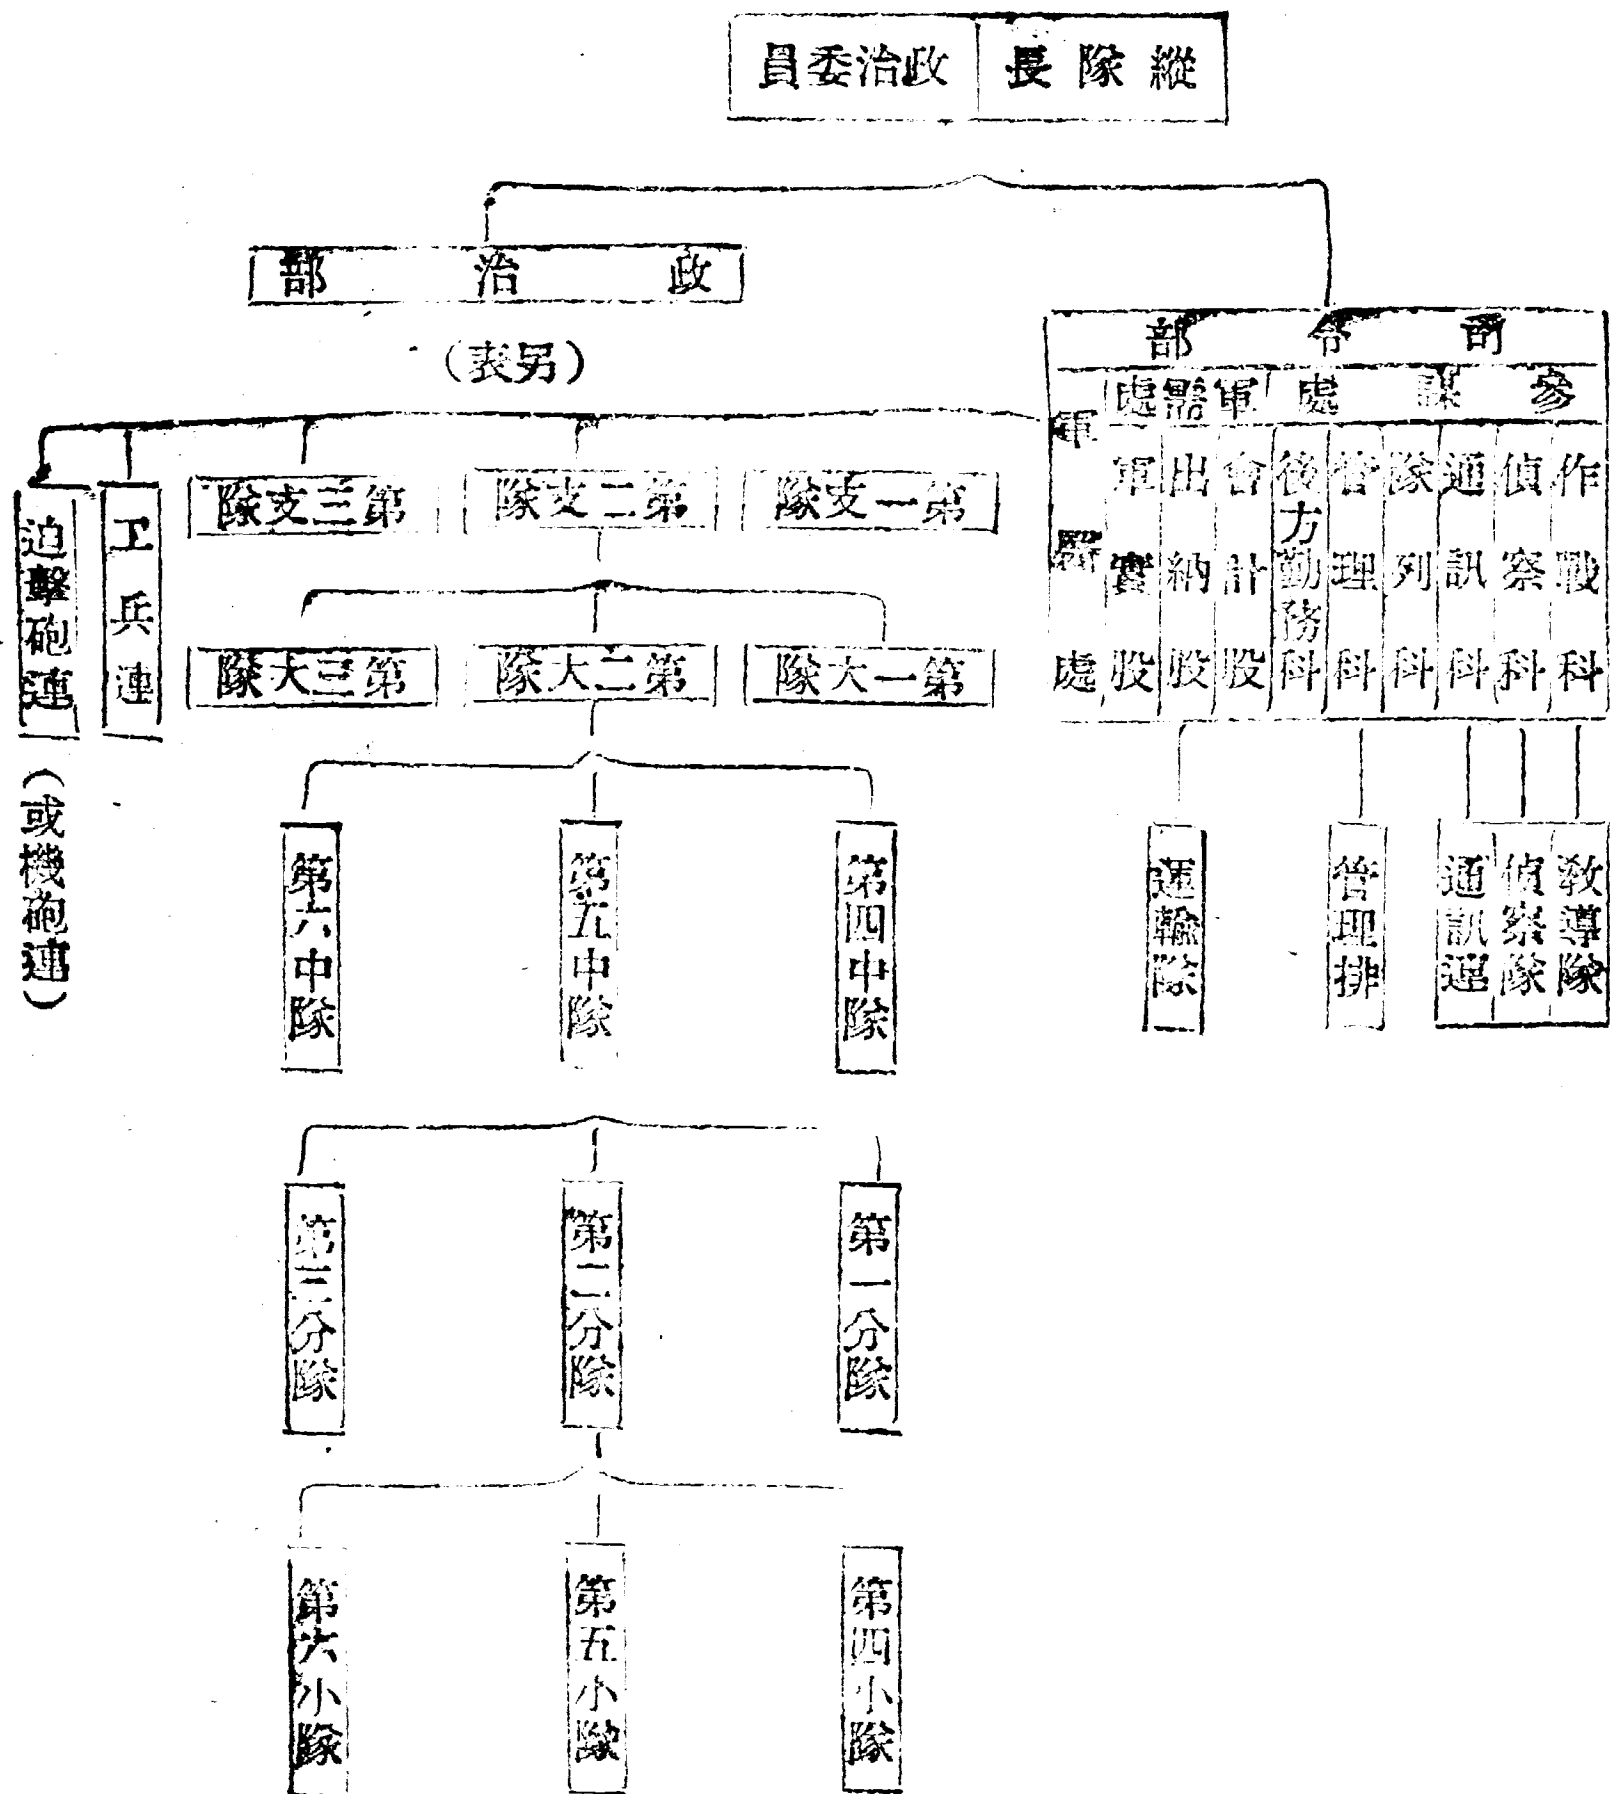 縱隊長
政治委員
政治部
（表另）
司令部
參謀處
軍需處
軍醫處
作戰科
偵察科
通訊科
隊列科
管理科
後方勤務科
會計股
出納股
軍實股
教導隊
偵察隊
通訊連
管理排
運輸隊
第一支隊
第二支隊
第三支隊
工兵連
迫擊砲連
（或機砲連）
第一大隊
第二大隊
第三大隊
第四中隊
第五中隊
第六中隊
第一分隊
第二分隊
第三分隊
第四小隊
第五小隊
第六小隊